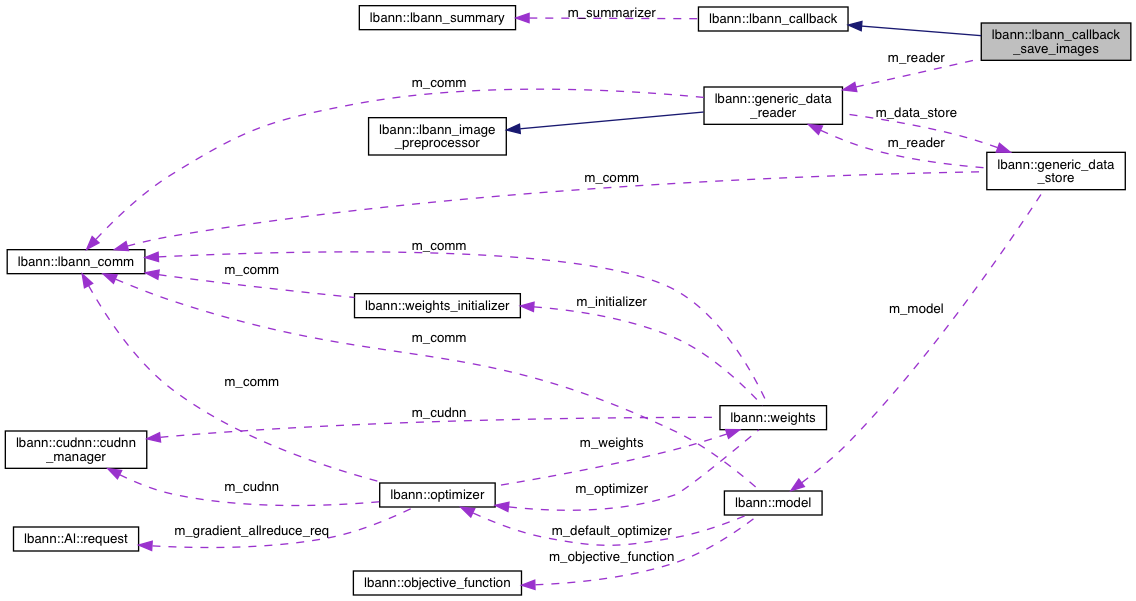 lbann::lbann_summary
m_summarizer
lbann::lbann_callback
lbann::lbann_callback
_save_images
m_reader
m_comm
lbann::generic_data
_reader
m_data_store
lbann::lbann_image
_preprocessor
m_reader
lbann::generic_data
_store
m_comm
m_comm
lbann::lbann_comm
m_comm
lbann::weights_initializer
m_initializer
m_model
m_comm
m_comm
m_cudnn
lbann::weights
lbann::cudnn::cudnn
_manager
m_weights
m_cudnn
m_optimizer
lbann::optimizer
lbann::model
m_gradient_allreduce_req
m_default_optimizer
lbann::Al::request
m_objective_function
lbann::objective_function